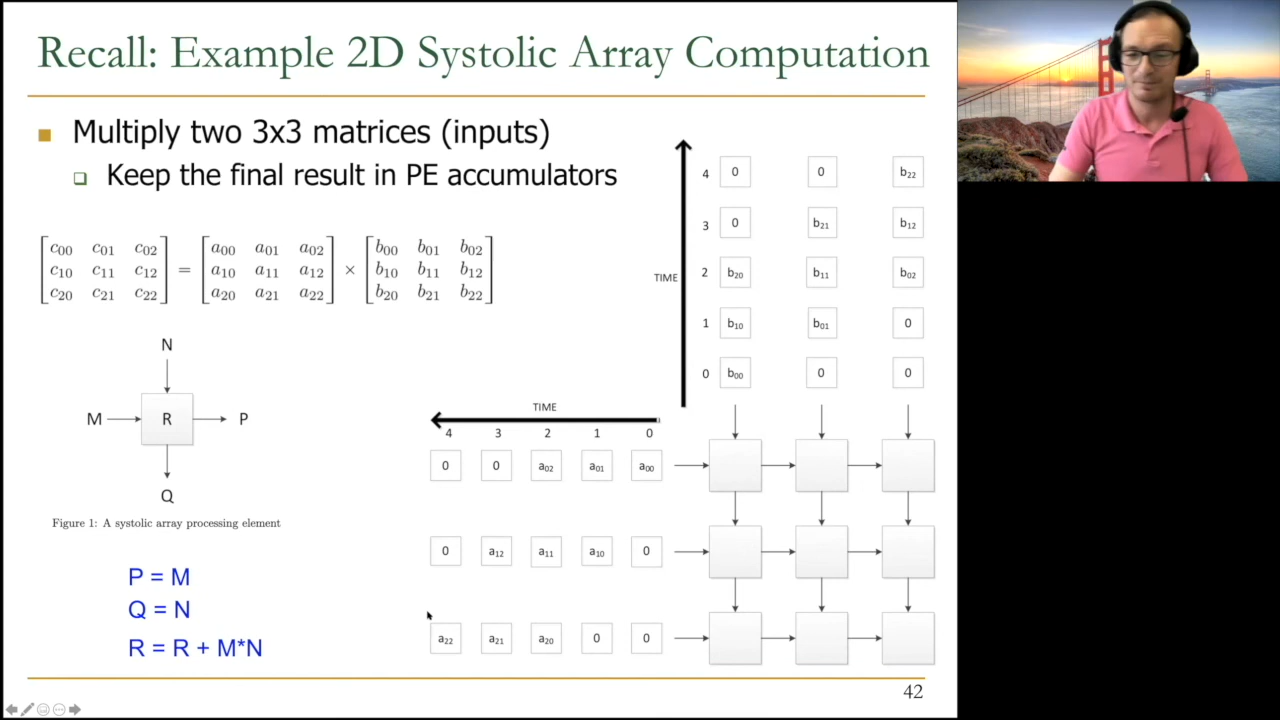 Recall: Example 2D Systolic Array Computation
Multiply two 3x3 matrices (inputs)
Keep the final result in PE accumulators
c00 c01 c02   a00 a01 a02   b00 b01 b02
c10 c11 c12 = a10 a11 a12 × b10 b11 b12
c20 c21 c22   a20 a21 a22   b20 b21 b22
N
M R P
Q
Figure 1: A systolic array processing element
P = M
Q = N
R = R + M*N
TIME
4 0 0 b22
3 0 b21 b12
2 b20 b11 b02
1 b10 b01 0
0 b00 0 0
TIME
4 3 2 1 0
0 0 a02 a01 a00
0 a12 a11 a10 0
a22 a21 a20 0 0
42